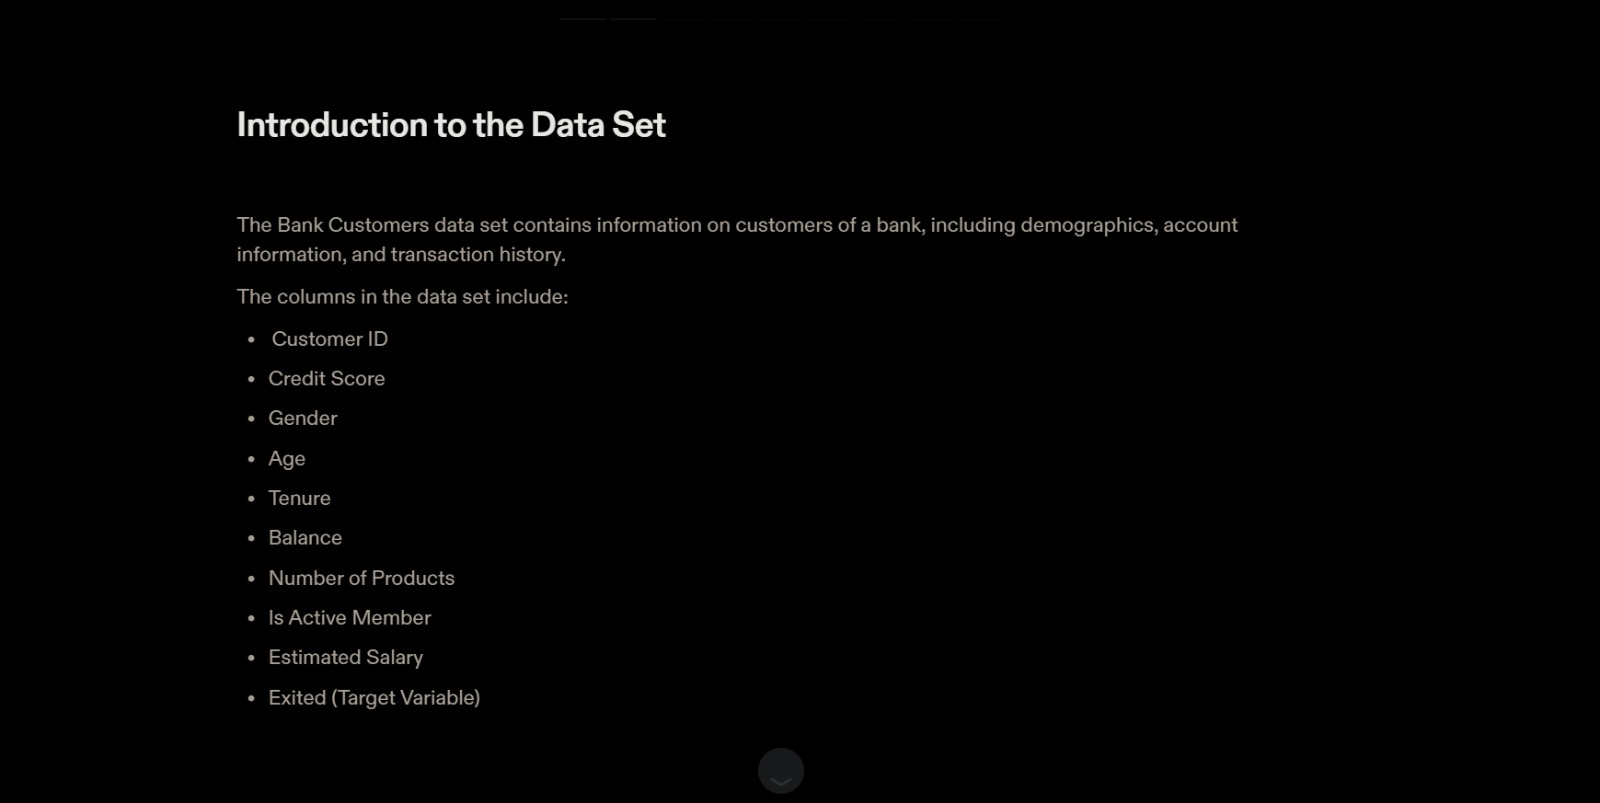 Introduction to the Data Set
The Bank Customers data set contains information on customers of a bank, including demographics, account
information, and transaction history.
The columns in the data set include:
• Customer ID
• Credit Score
• Gender
• Age
• Tenure
• Balance
• Number of Products
• Is Active Member
• Estimated Salary
• Exited (Target Variable)